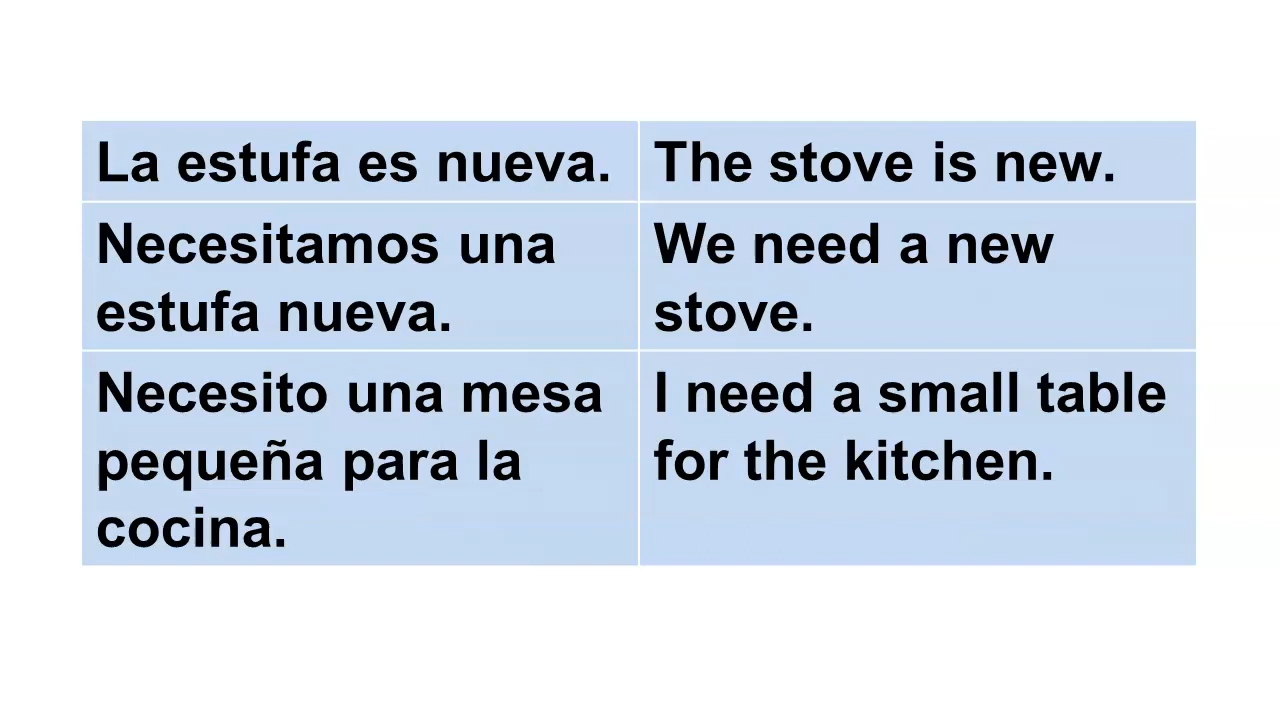 La estufa es nueva.
The stove is new.
Necesitamos una
estufa nueva.
We need a new
stove.
Necesito una mesa
pequeña para la
cocina.
I need a small table
for the kitchen.